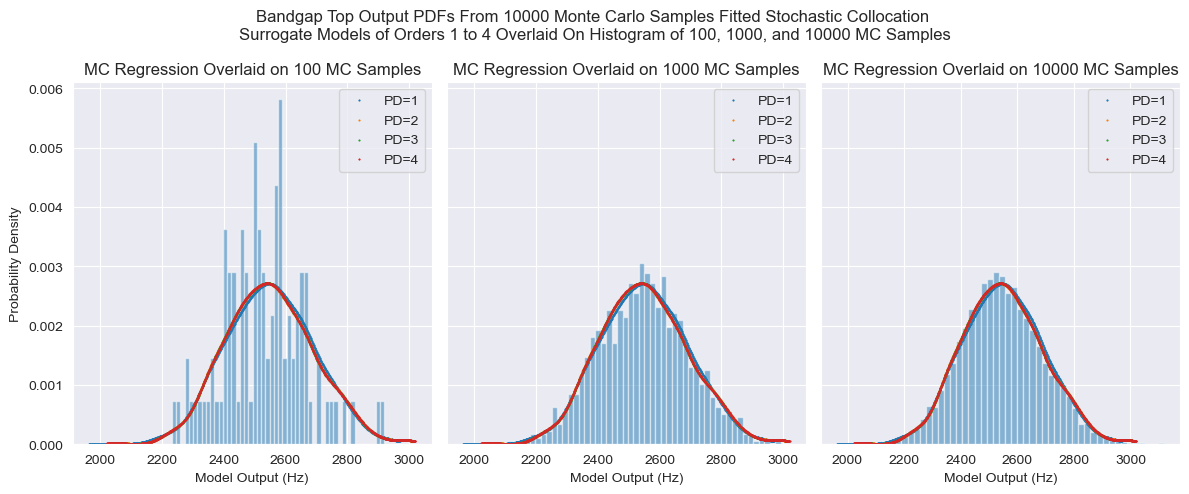 Bandgap Top Output PDFs From 10000 Monte Carlo Samples Fitted Stochastic Collocation
Surrogate Models of Orders 1 to 4 Overlaid On Histogram of 100, 1000, and 10000 MC Samples
MC Regression Overlaid on 100 MC Samples
MC Regression Overlaid on 1000 MC Samples
MC Regression Overlaid on 10000 MC Samples
Probability Density
0.006
0.005
0.004
0.003
0.002
0.001
0.000
PD=1
PD=2
PD=3
PD=4
2000 2200 2400 2600 2800 3000
Model Output (Hz)
PD=1
PD=2
PD=3
PD=4
2000 2200 2400 2600 2800 3000
Model Output (Hz)
PD=1
PD=2
PD=3
PD=4
2000 2200 2400 2600 2800 3000
Model Output (Hz)